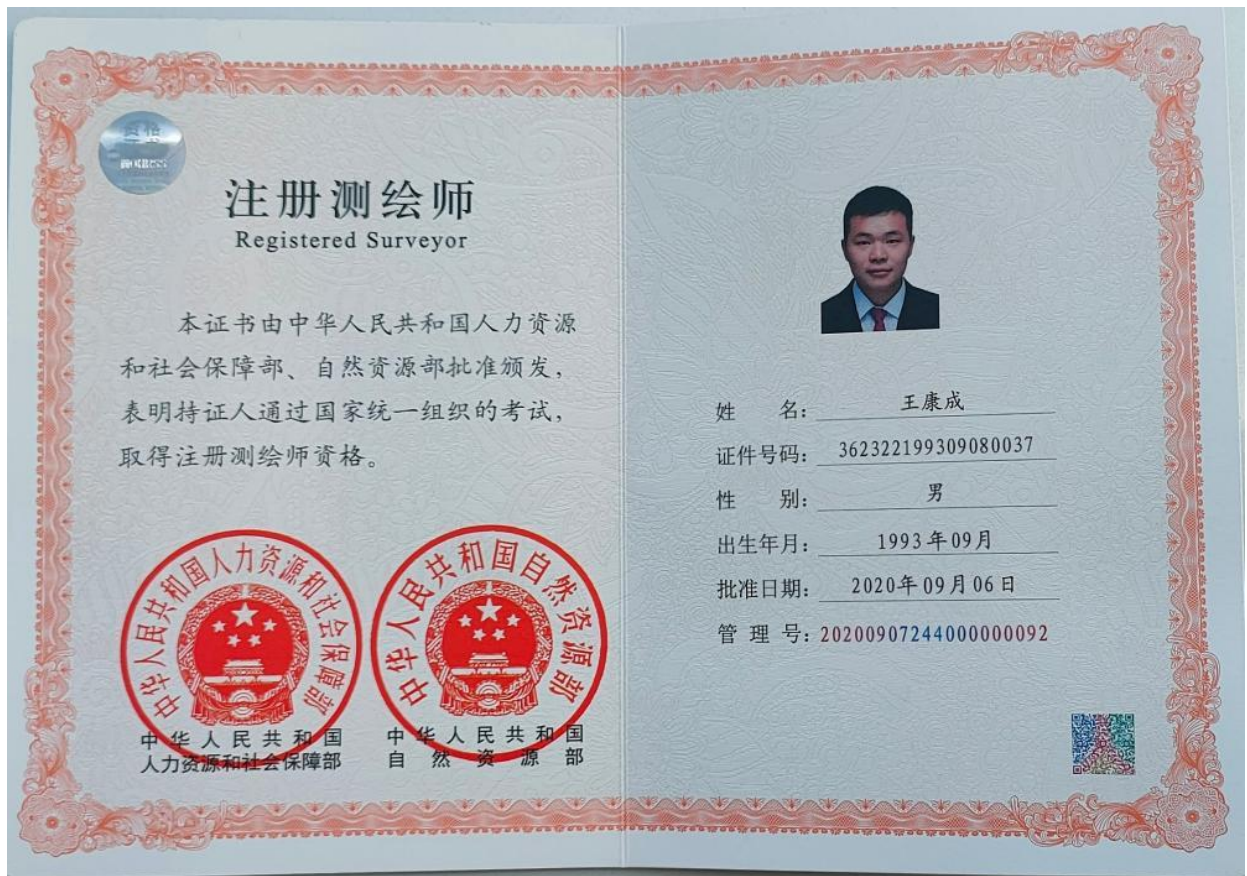 注册测绘师
Registered Surveyor
本证书由中华人民共和国人力资源
和社会保障部、自然资源部批准颁发，
表明持证人通过国家统一组织的考试，
取得注册测绘师资格。
中华人民共和国人力资源和社会保障部
中华人民共和国
人力资源和社会保障部
中华人民共和国自然资源部
中华人民共和国
自然资源部
姓名：王康成
证件号码：362322199309080037
性别：男
出生年月：1993年09月
批准日期：2020年09月06日
管理号：20200907244000000092